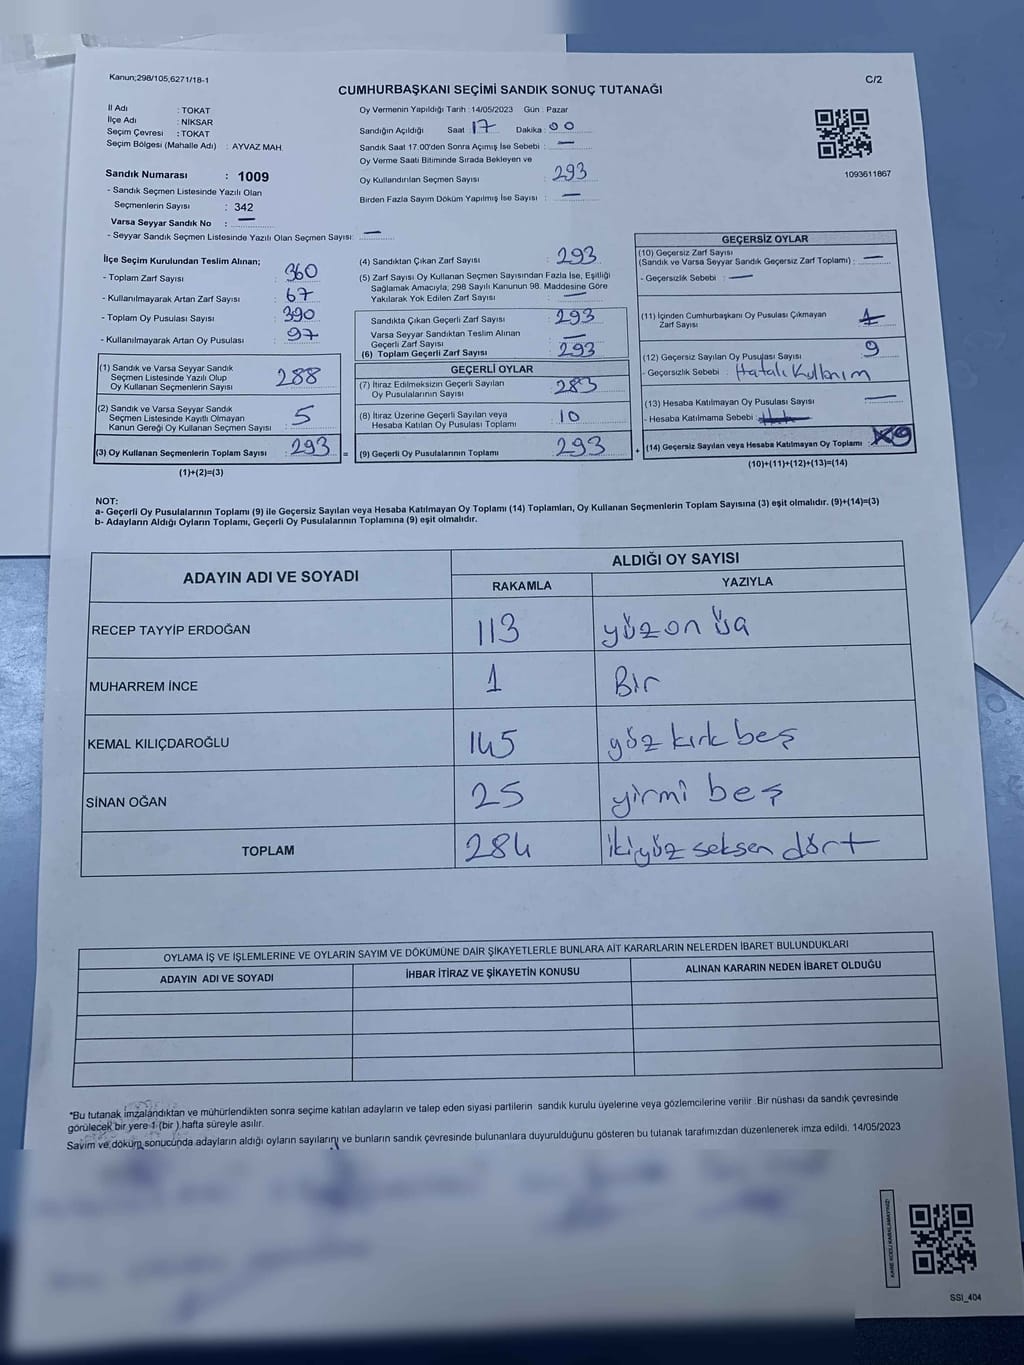 Kanun;298/105,6271/18-1
C/2
CUMHURBAŞKANI SEÇİMİ SANDIK SONUÇ TUTANAĞI
İl Adı : TOKAT
İlçe Adı : NİKSAR
Seçim Çevresi : TOKAT
Seçim Bölgesi (Mahalle Adı) : AYVAZ MAH.
Sandık Numarası : 1009
- Sandık Seçmen Listesinde Yazılı Olan
Seçmenlerin Sayısı : 342
Varsa Seyyar Sandık No : —
- Seyyar Sandık Seçmen Listesinde Yazılı Olan Seçmen Sayısı: —
Oy Vermenin Yapıldığı Tarih : 14/05/2023 Gün : Pazar
Sandığın Açıldığı Saat 17 Dakika : 00
Sandık Saat 17:00'den Sonra Açımış İse Sebebi : —
Oy Verme Saati Bitiminde Sırada Bekleyen ve
Oy Kullandırılan Seçmen Sayısı : 293
Birden Fazla Sayım Döküm Yapılmış İse Sayısı : —
1093611867
İlçe Seçim Kurulundan Teslim Alınan;
- Toplam Zarf Sayısı : 360
- Kullanılmayarak Artan Zarf Sayısı : 67
- Toplam Oy Pusulası Sayısı : 390
- Kullanılmayarak Artan Oy Pusulası : 97
(1) Sandık ve Varsa Seyyar Sandık
Seçmen Listesinde Yazılı Olup
Oy Kullanan Seçmenlerin Sayısı : 288
(2) Sandık ve Varsa Seyyar Sandık
Seçmen Listesinde Kayıtlı Olmayan
Kanun Gereği Oy Kullanan Seçmen Sayısı : 5
(3) Oy Kullanan Seçmenlerin Toplam Sayısı : 293 =
(1)+(2)=(3)
(4) Sandıktan Çıkan Zarf Sayısı : 293
(5) Zarf Sayısı Oy Kullanan Seçmen Sayısından Fazla İse, Eşitliği
Sağlamak Amacıyla; 298 Sayılı Kanunun 98. Maddesine Göre
Yakılarak Yok Edilen Zarf Sayısı : —
Sandıkta Çıkan Geçerli Zarf Sayısı : 293
Varsa Seyyar Sandıktan Teslim Alınan
Geçerli Zarf Sayısı : —
(6) Toplam Geçerli Zarf Sayısı : 293
GEÇERLİ OYLAR
(7) İtiraz Edilmeksizin Geçerli Sayılan
Oy Pusulalarının Sayısı : 283
(8) İtiraz Üzerine Geçerli Sayılan veya
Hesaba Katılan Oy Pusulası Toplamı : 10
(9) Geçerli Oy Pusulalarının Toplamı : 293 +
GEÇERSİZ OYLAR
(10) Geçersiz Zarf Sayısı
(Sandık ve Varsa Seyyar Sandık Geçersiz Zarf Toplamı) : —
- Geçersizlik Sebebi : —
(11) İçinden Cumhurbaşkanı Oy Pusulası Çıkmayan
Zarf Sayısı
(12) Geçersiz Sayılan Oy Pusulası Sayısı : 9
- Geçersizlik Sebebi : Hatalı Kullanım
(13) Hesaba Katılmayan Oy Pusulası Sayısı : —
- Hesaba Katılmama Sebebi :
(14) Geçersiz Sayılan veya Hesaba Katılmayan Oy Toplamı : 9
(10)+(11)+(12)+(13)=(14)
NOT:
a- Geçerli Oy Pusulalarının Toplamı (9) ile Geçersiz Sayılan veya Hesaba Katılmayan Oy Toplamı (14) Toplamları, Oy Kullanan Seçmenlerin Toplam Sayısına (3) eşit olmalıdır. (9)+(14)=(3)
b- Adayların Aldığı Oyların Toplamı, Geçerli Oy Pusulalarının Toplamına (9) eşit olmalıdır.
ADAYIN ADI VE SOYADI
ALDIĞI OY SAYISI
RAKAMLA YAZIYLA
RECEP TAYYİP ERDOĞAN 113 yüz on üç
MUHARREM İNCE 1 Bir
KEMAL KILIÇDAROĞLU 145 yüz kırk beş
SİNAN OĞAN 25 yirmi beş
TOPLAM 284 ikiyüz seksen dört
OYLAMA İŞ VE İŞLEMLERİNE VE OYLARIN SAYIM VE DÖKÜMÜNE DAİR ŞİKAYETLERLE BUNLARA AİT KARARLARIN NELERDEN İBARET BULUNDUKLARI
ADAYIN ADI VE SOYADI İHBAR İTİRAZ VE ŞİKAYETİN KONUSU ALINAN KARARIN NEDEN İBARET OLDUĞU
*Bu tutanak imzalandıktan ve mühürlendikten sonra seçime katılan adayların ve talep eden siyasi partilerin sandık kurulu üyelerine veya gözlemcilerine verilir. Bir nüshası da sandık çevresinde
görülecek bir yere 1 (bir) hafta süreyle asılır.
Sayım ve döküm sonucunda adayların aldığı oyların sayılarını ve bunların sandık çevresinde bulunanlara duyurulduğunu gösteren bu tutanak tarafımızdan düzenlenerek imza edildi. 14/05/2023
KARE KODU KARALAMAYINIZ!
SSI_404